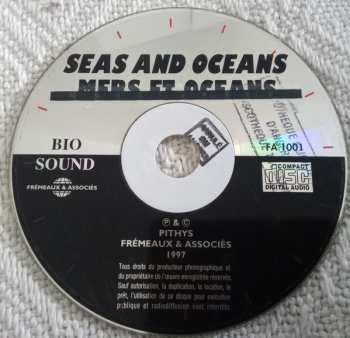 SEAS AND OCEANS
MERS ET OCEANS
BIO
SOUND
FRÉMEAUX & ASSOCIÉS
FA 1001
COMPACT
disc
DIGITAL AUDIO
℗ & ©
PITHYS
FRÉMEAUX & ASSOCIÉS
1997
Tous droits du producteur phonographique et
du propriétaire de l'œuvre enregistrée réservés.
Sauf autorisation, la duplication, la location, le
prêt, l'utilisation de ce disque pour exécution
publique et radiodiffusion sont interdits.